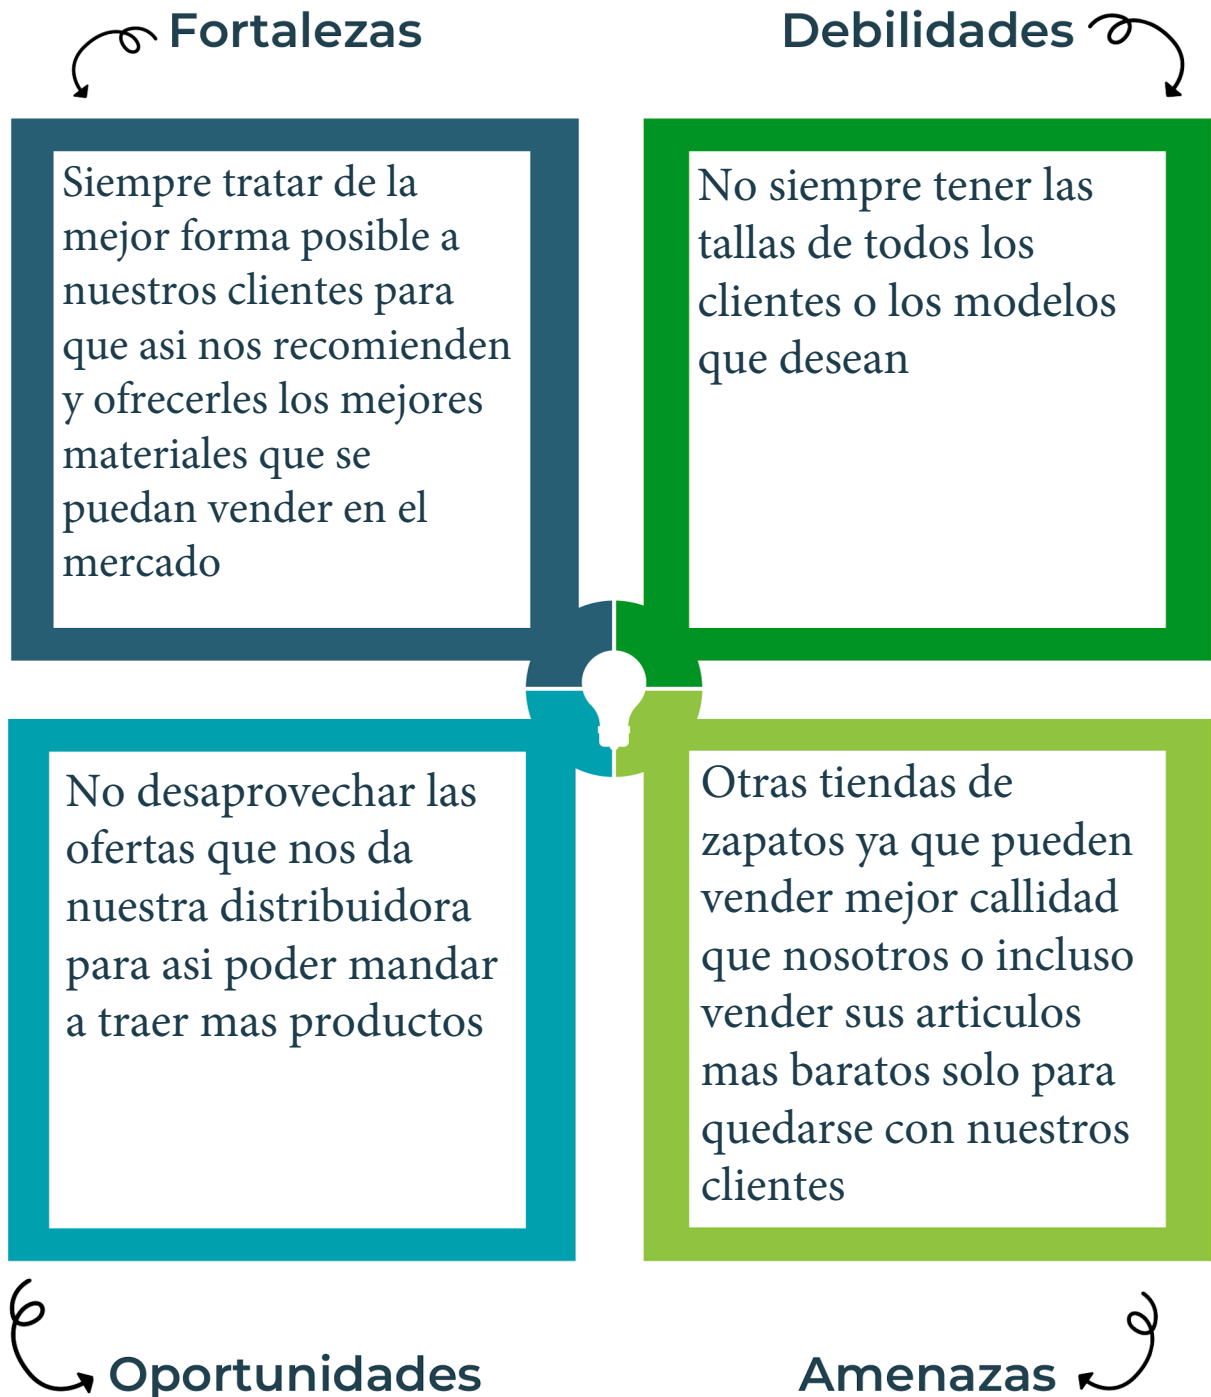 Fortalezas
Siempre tratar de la
mejor forma posible a
nuestros clientes para
que asi nos recomienden
y ofrecerles los mejores
materiales que se
puedan vender en el
mercado
Debilidades
No siempre tener las
tallas de todos los
clientes o los modelos
que desean
No desaprovechar las
ofertas que nos da
nuestra distribuidora
para asi poder mandar
a traer mas productos
Oportunidades
Otras tiendas de
zapatos ya que pueden
vender mejor callidad
que nosotros o incluso
vender sus articulos
mas baratos solo para
quedarse con nuestros
clientes
Amenazas